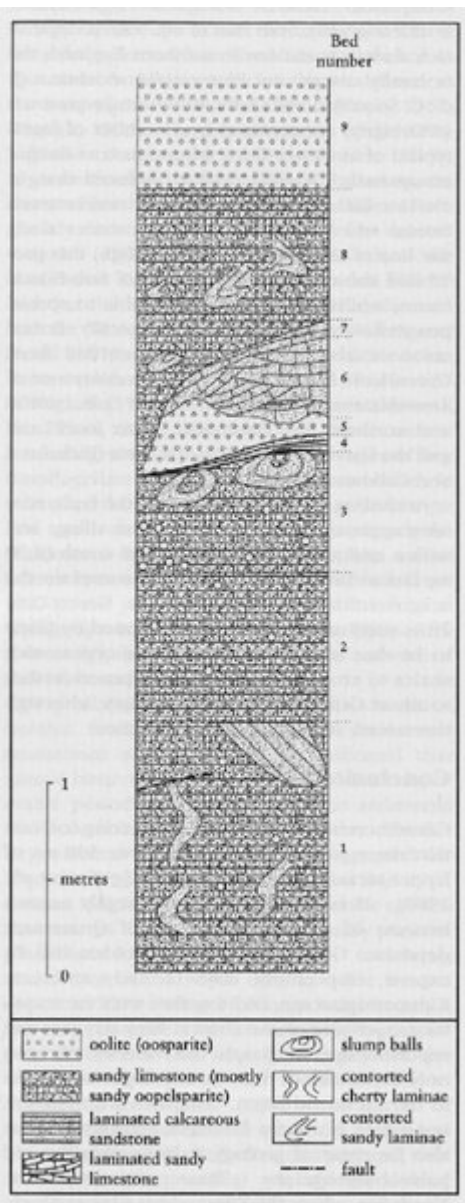 Bed
number
9
8
7
6
5
4
3
2
1
1
metres
0
oolite (oosparite)
sandy limestone (mostly
sandy oopelsparite)
laminated calcareous
sandstone
laminated sandy
limestone
slump balls
contorted
cherty laminae
contorted
sandy laminae
fault